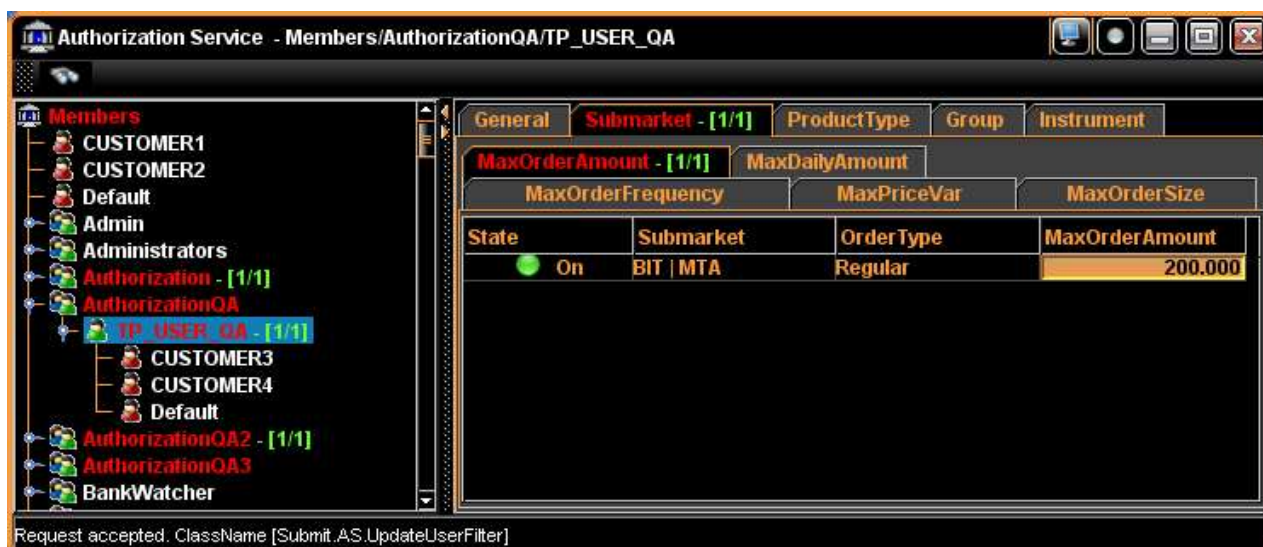 Authorization Service - Members/AuthorizationQA/TP_USER_QA
Members
CUSTOMER1
CUSTOMER2
Default
Admin
Administrators
Authorization - [1/1]
AuthorizationQA
TP_USER_QA - [1/1]
CUSTOMER3
CUSTOMER4
Default
AuthorizationQA2 - [1/1]
AuthorizationQA3
BankWatcher
General Submarket - [1/1] ProductType Group Instrument
MaxOrderAmount - [1/1] MaxDailyAmount
MaxOrderFrequency MaxPriceVar MaxOrderSize
State Submarket OrderType MaxOrderAmount
On BIT | MTA Regular 200.000
Request accepted. ClassName [Submit.AS.UpdateUserFilter]